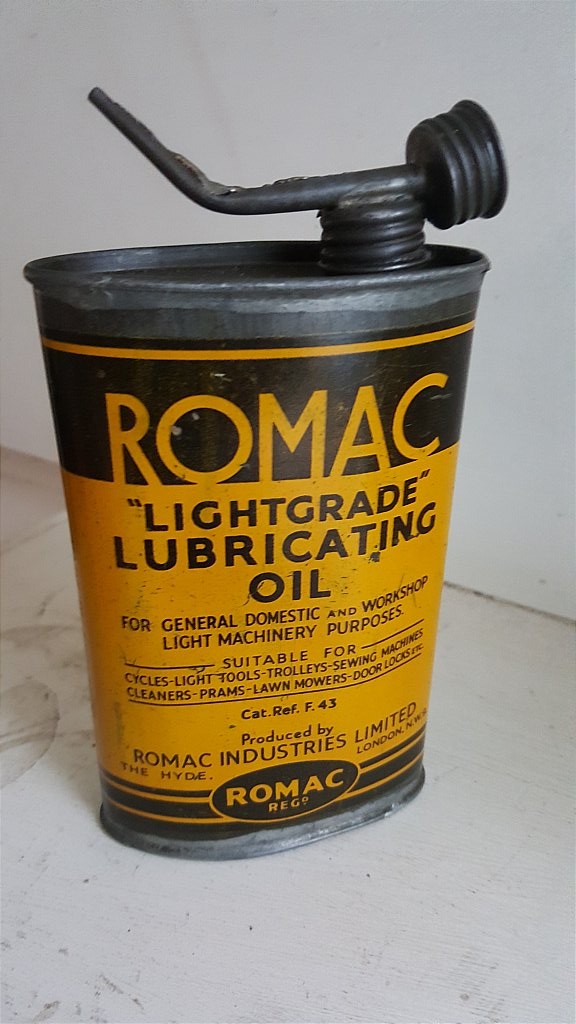 ROMAC
"LIGHTGRADE"
LUBRICATING
OIL
FOR GENERAL DOMESTIC AND WORKSHOP
LIGHT MACHINERY PURPOSES.
SUITABLE FOR
CYCLES-LIGHT TOOLS-TROLLEYS-SEWING MACHINES
CLEANERS-PRAMS-LAWN MOWERS-DOOR LOCKS ETC.
Cat. Ref. F. 43
Produced by
ROMAC INDUSTRIES LIMITED
THE HYDE. LONDON, N.W.9
ROMAC
REGD